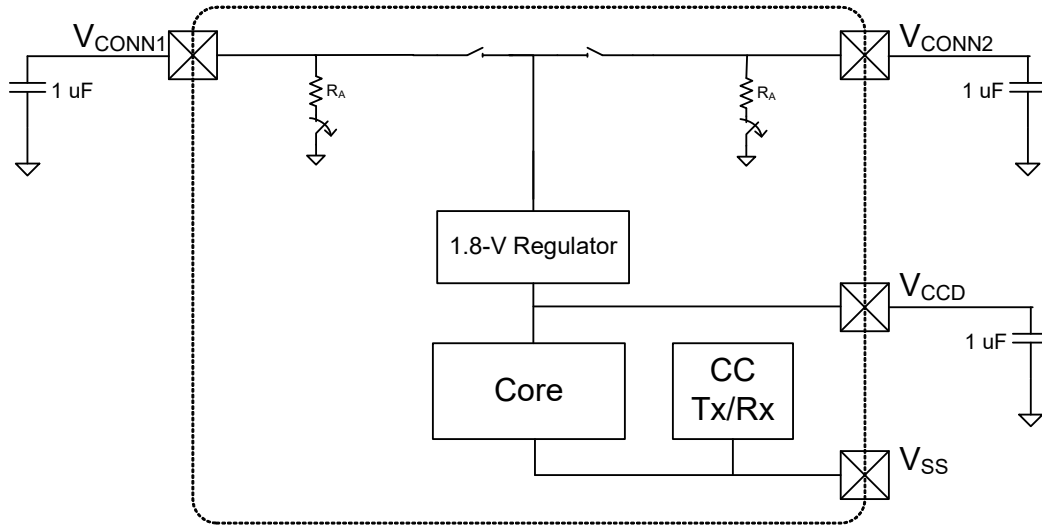 VCONN1
VCONN2
1 uF
RA
RA
1 uF
1.8-V Regulator
VCCD
1 uF
Core
CC
Tx/Rx
VSS